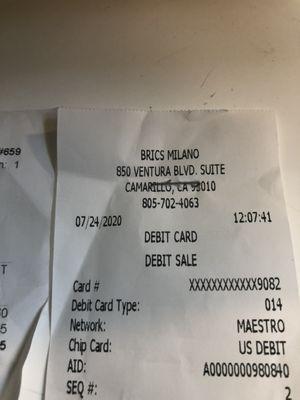 #659
1
BRICS MILANO
850 VENTURA BLVD. SUITE
CAMARILLO, CA 93010
805-702-4063
07/24/2020 12:07:41
DEBIT CARD
DEBIT SALE
Card # XXXXXXXXXXXX9082
Debit Card Type: 014
Network: MAESTRO
Chip Card: US DEBIT
AID: A0000000980840
SEQ #: 2